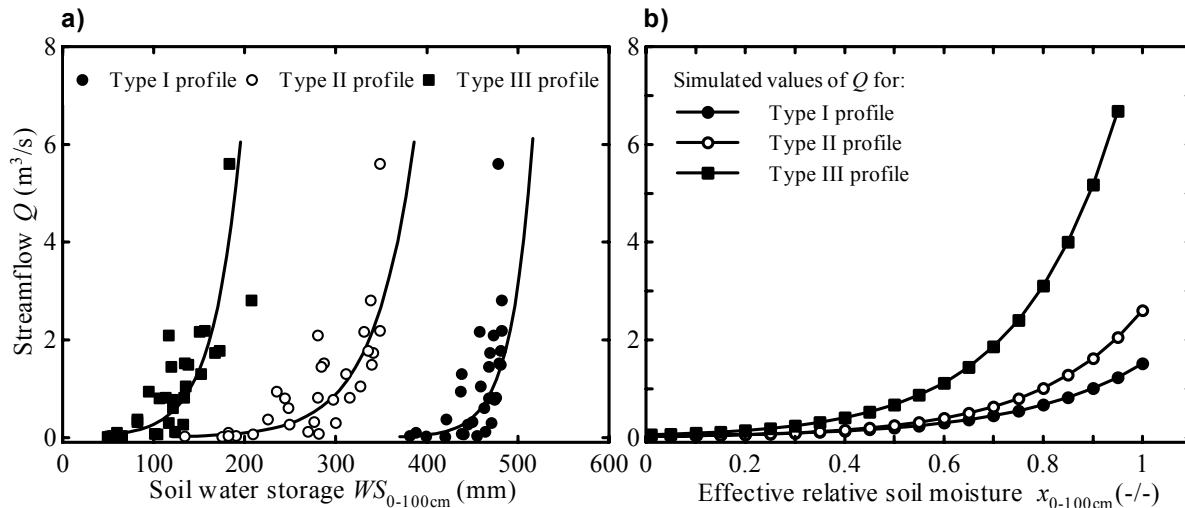 a)
8
6
4
2
0
Streamflow Q (m³/s)
Type I profile Type II profile Type III profile
0 100 200 300 400 500 600
Soil water storage WS0-100cm (mm)
b)
8
6
4
2
0
Simulated values of Q for:
Type I profile
Type II profile
Type III profile
0 0.2 0.4 0.6 0.8 1
Effective relative soil moisture x0-100cm (-/-)